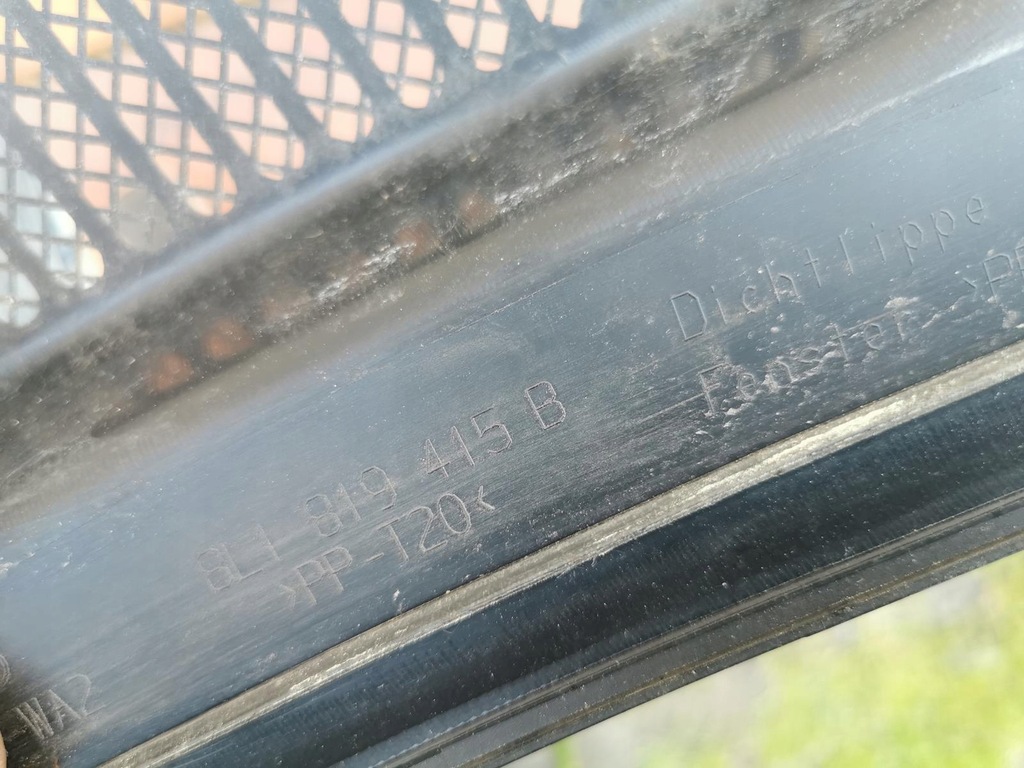 8L1 819 415 B
>PP-T20<
Dichtlippe
Fenster
WA2